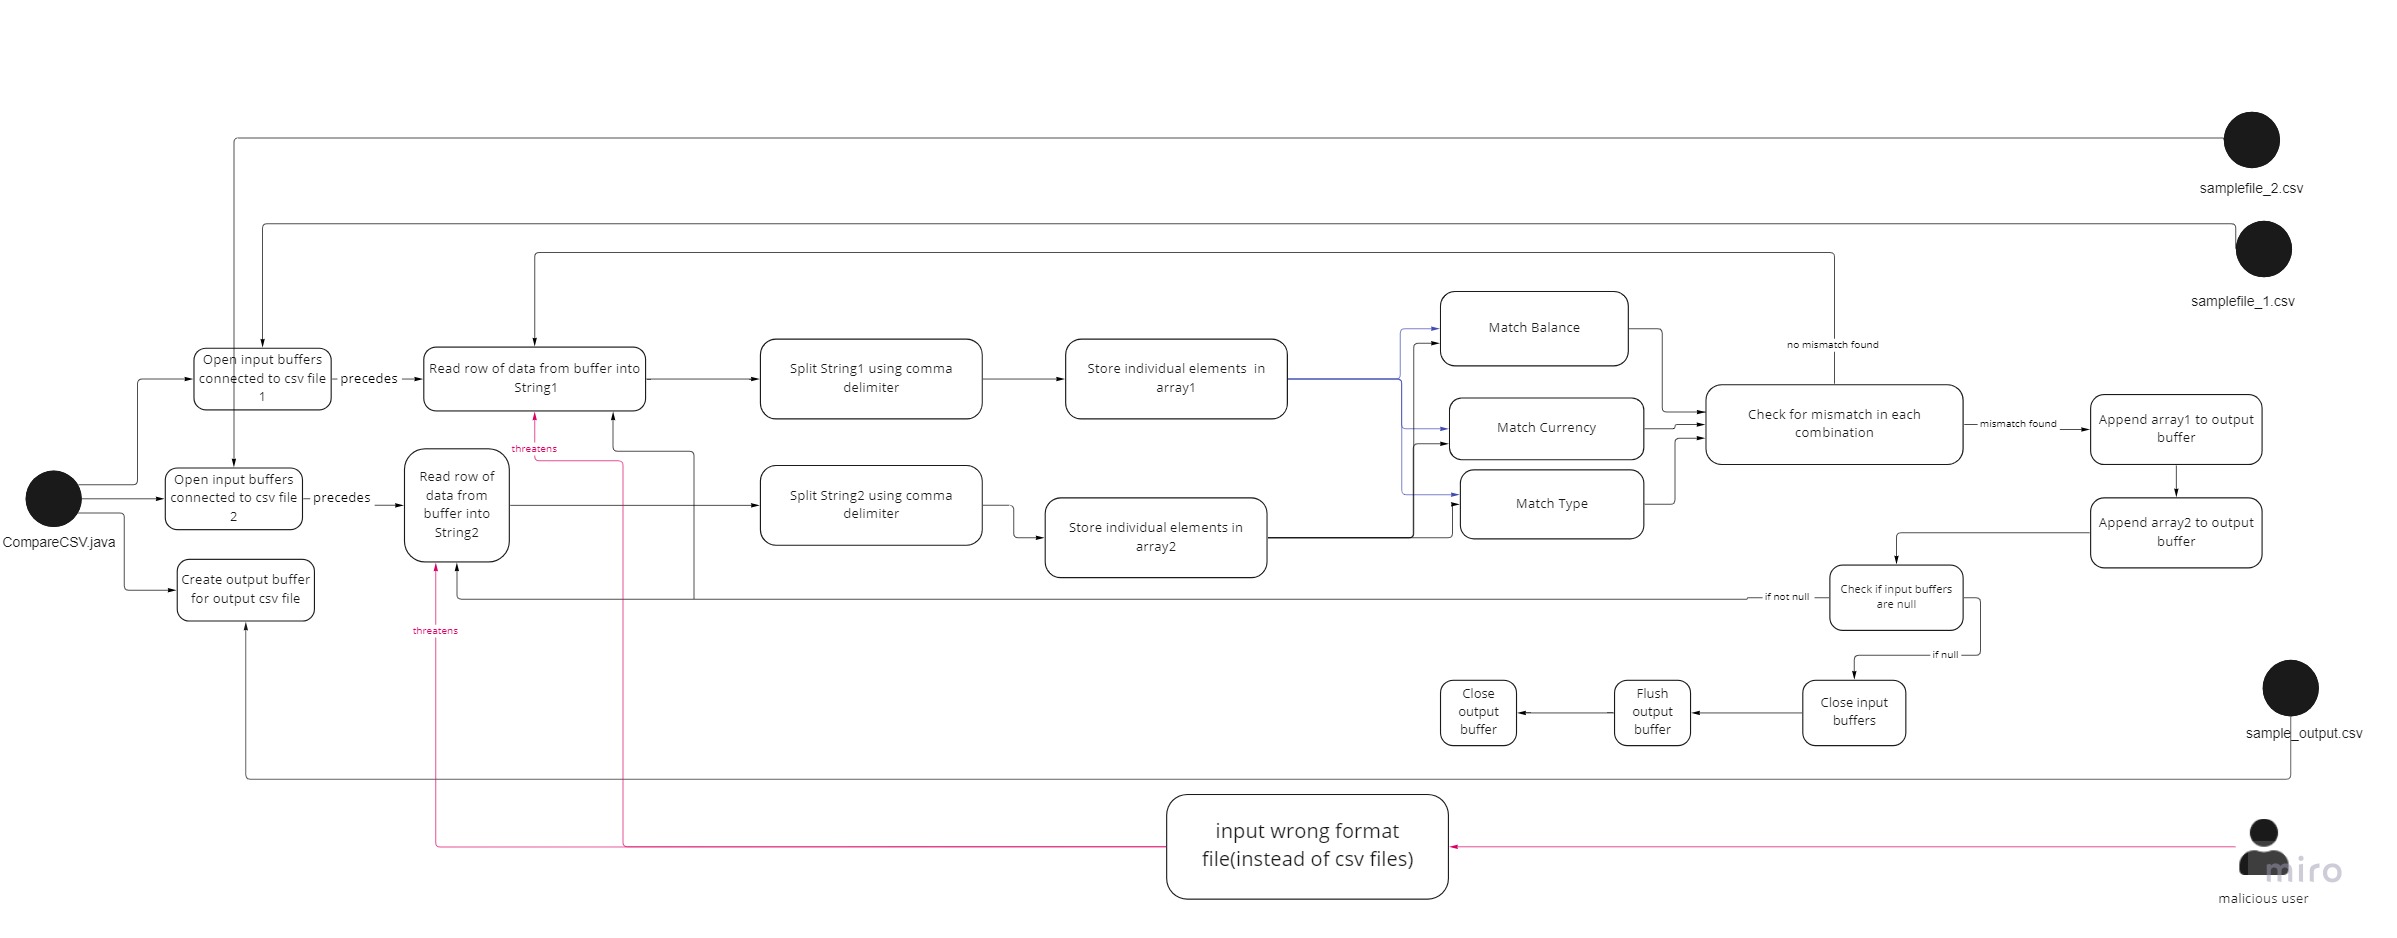 samplefile_2.csv
samplefile_1.csv
no mismatch found
Match Balance
Open input buffers
connected to csv file
1
precedes
Read row of data from buffer into
String1
Split String1 using comma
delimiter
Store individual elements in
array1
Match Currency
Check for mismatch in each
combination
mismatch found
Append array1 to output
buffer
threatens
CompareCSV.java
Open input buffers
connected to csv file
2
precedes
Read row of
data from
buffer into
String2
Split String2 using comma
delimiter
Store individual elements in
array2
Match Type
Append array2 to output
buffer
Create output buffer
for output csv file
if not null
Check if input buffers
are null
threatens
if null
Close
output
buffer
Flush
output
buffer
Close input
buffers
sample_output.csv
input wrong format
file(instead of csv files)
miro
malicious user